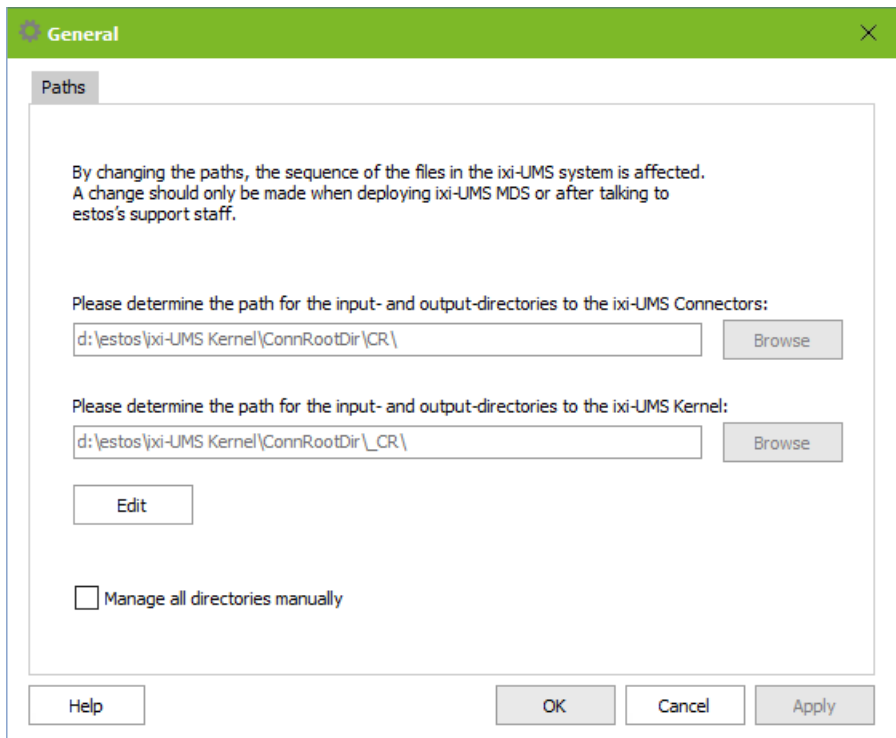 General
Paths
By changing the paths, the sequence of the files in the ixi-UMS system is affected.
A change should only be made when deploying ixi-UMS MDS or after talking to
estos's support staff.
Please determine the path for the input- and output-directories to the ixi-UMS Connectors:
d:\estos\ixi-UMS Kernel\ConnRootDir\CR\
Browse
Please determine the path for the input- and output-directories to the ixi-UMS Kernel:
d:\estos\ixi-UMS Kernel\ConnRootDir\_CR\
Browse
Edit
Manage all directories manually
Help
OK
Cancel
Apply